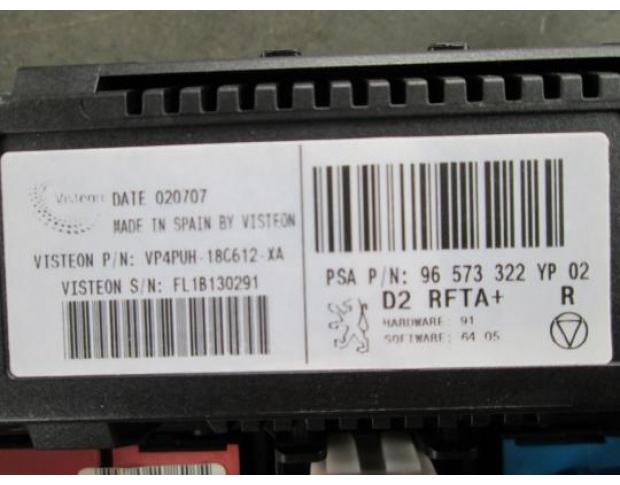 Visteon DATE 020707
MADE IN SPAIN BY VISTEON
VISTEON P/N: VP4PUH-18C612-XA
VISTEON S/N: FL1B130291
PSA P/N: 96 573 322 YP 02
D2 RFTA+ R
HARDWARE: 91
SOFTWARE: 64 05